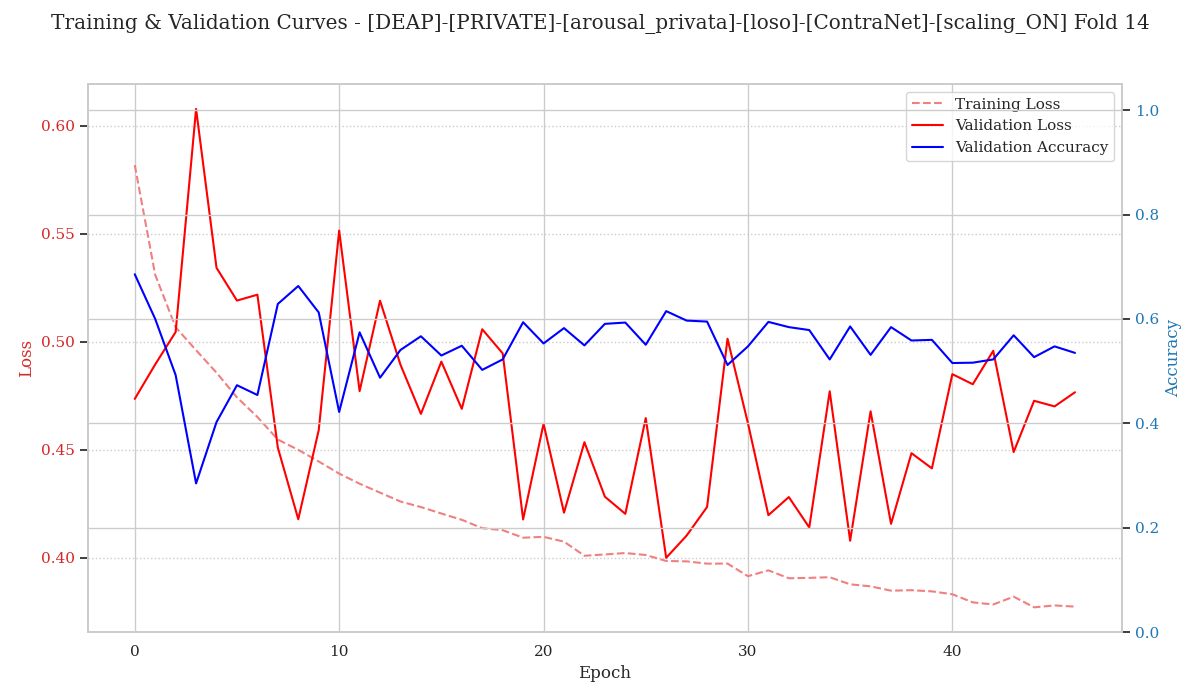 Training & Validation Curves - [DEAP]-[PRIVATE]-[arousal_privata]-[loso]-[ContraNet]-[scaling_ON] Fold 14
Training Loss
Validation Loss
Validation Accuracy
0.60
0.55
0.50
0.45
0.40
Loss
1.0
0.8
0.6
0.4
0.2
0.0
Accuracy
0 10 20 30 40
Epoch